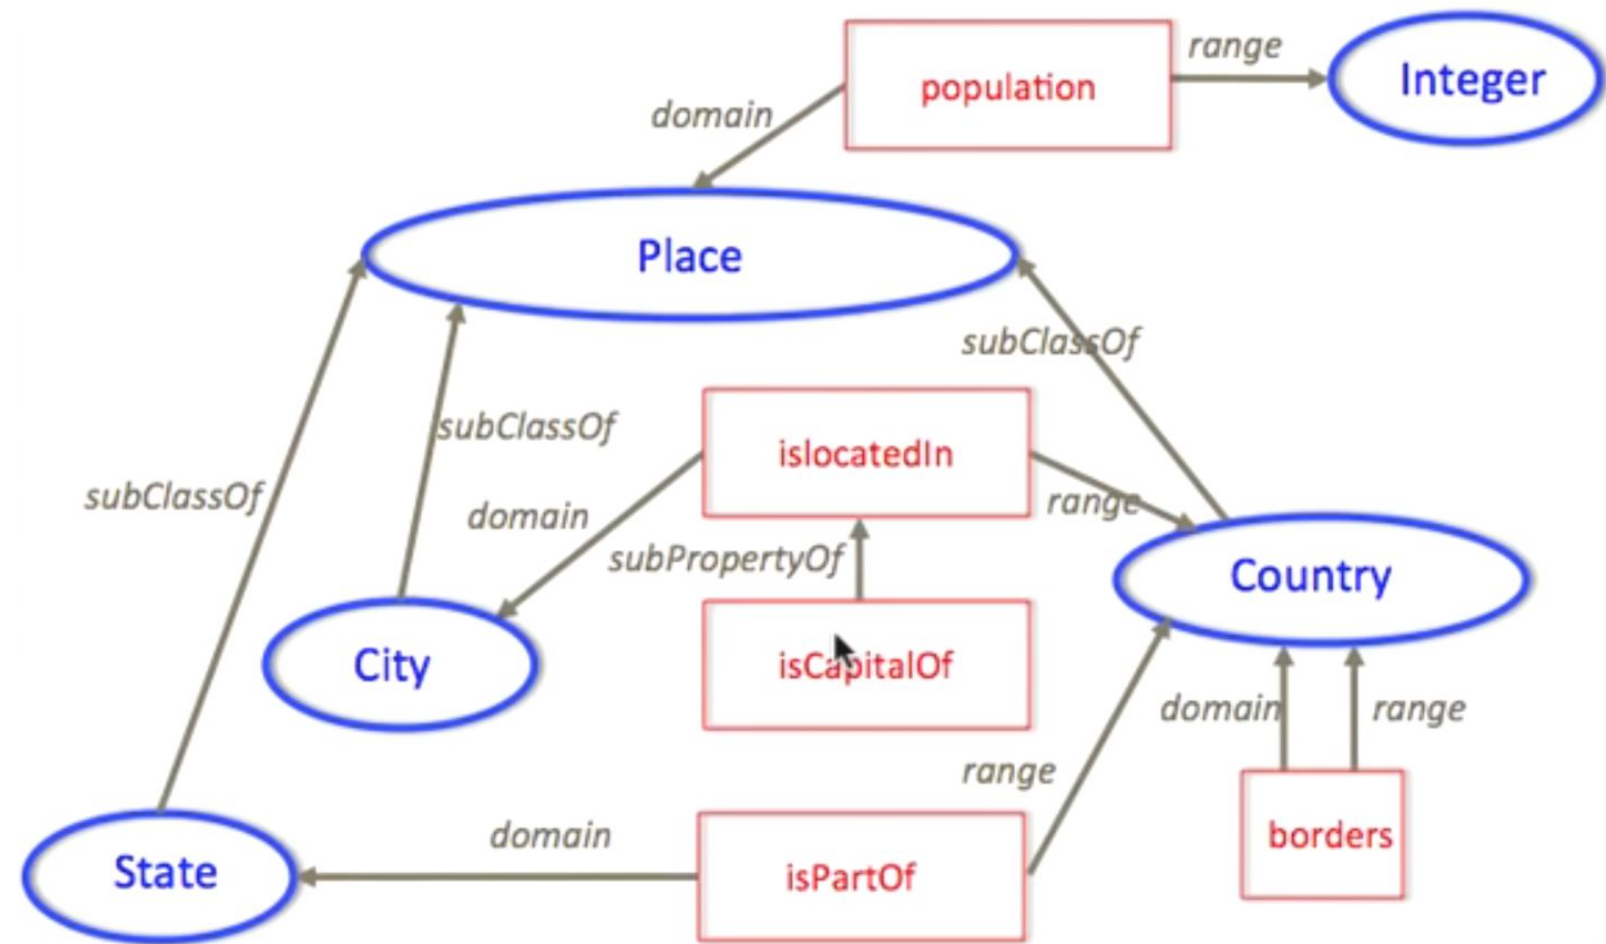 range
population
Integer
domain
Place
subClassOf
subClassOf
islocatedIn
subClassOf
range
domain
subPropertyOf
Country
City
isCapitalOf
domain
range
range
domain
borders
State
isPartOf